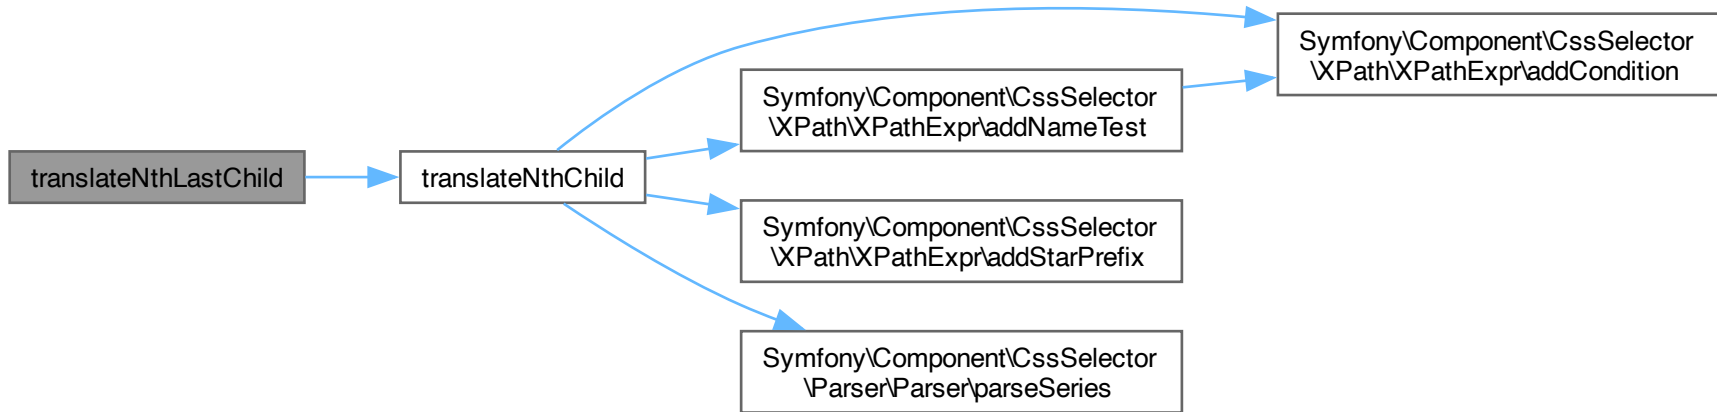 translateNthLastChild
translateNthChild
Symfony\Component\CssSelector
\XPath\XPathExpr\addCondition
Symfony\Component\CssSelector
\XPath\XPathExpr\addNameTest
Symfony\Component\CssSelector
\XPath\XPathExpr\addStarPrefix
Symfony\Component\CssSelector
\Parser\Parser\parseSeries